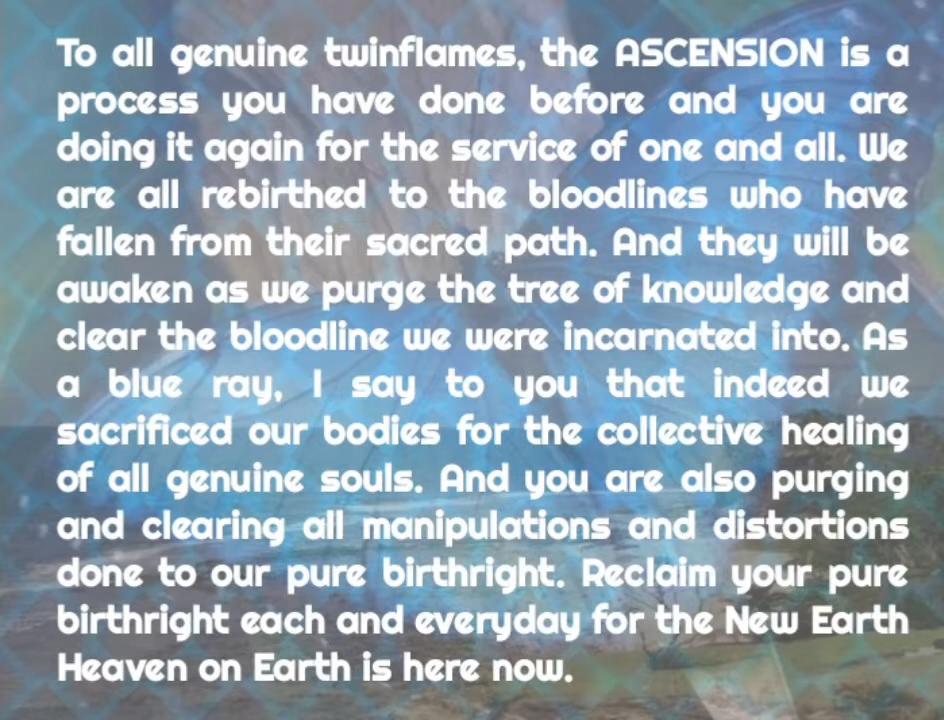 To all genuine twinflames, the ASCENSION is a
process you have done before and you are
doing it again for the service of one and all. We
are all rebirthed to the bloodlines who have
fallen from their sacred path. And they will be
awaken as we purge the tree of knowledge and
clear the bloodline we were incarnated into. As
a blue ray, I say to you that indeed we
sacrificed our bodies for the collective healing
of all genuine souls. And you are also purging
and clearing all manipulations and distortions
done to our pure birthright. Reclaim your pure
birthright each and everyday for the New Earth
Heaven on Earth is here now.